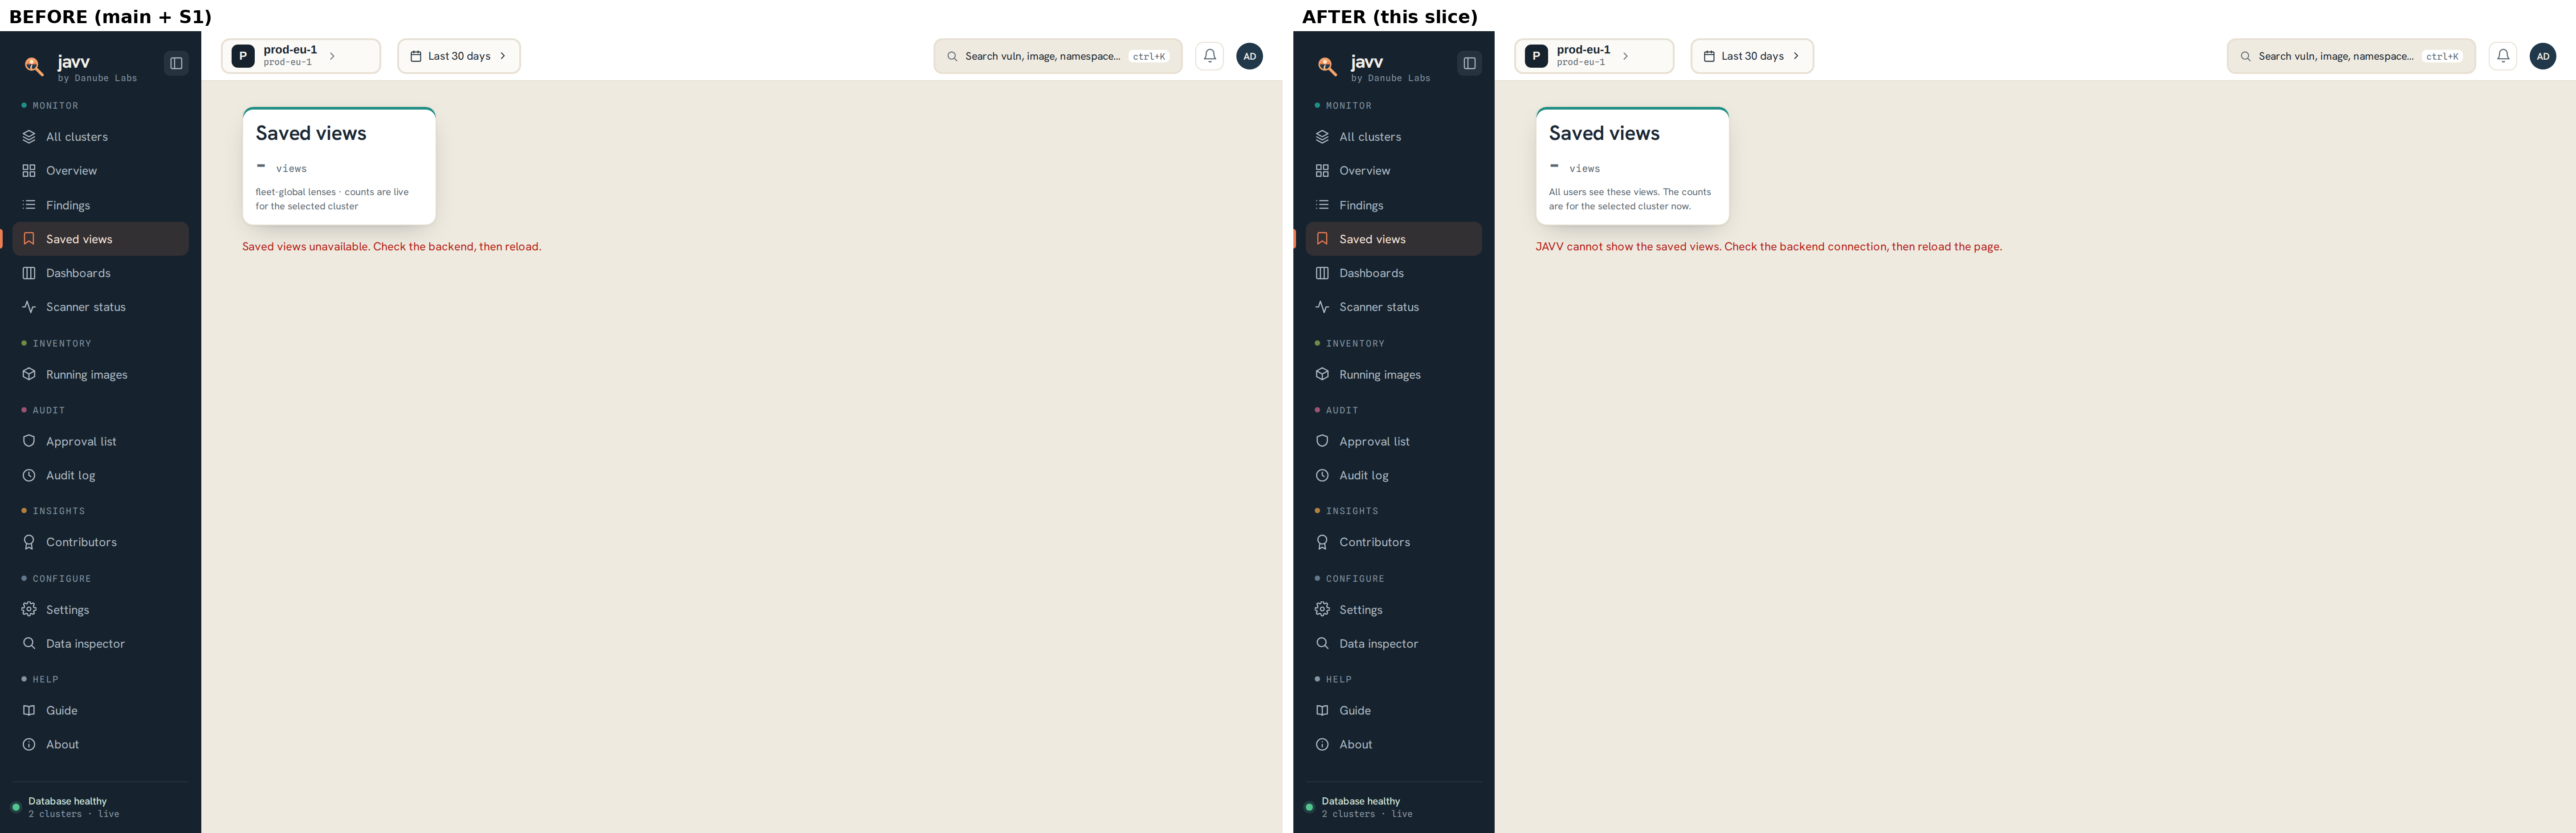 BEFORE (main + S1)
javv
by Danube Labs
P
prod-eu-1
prod-eu-1
Last 30 days
Search vuln, image, namespace...
ctrl+K
AD
MONITOR
All clusters
Overview
Findings
Saved views
Dashboards
Scanner status
INVENTORY
Running images
AUDIT
Approval list
Audit log
INSIGHTS
Contributors
CONFIGURE
Settings
Data inspector
HELP
Guide
About
Database healthy
2 clusters · live
Saved views
– views
fleet-global lenses · counts are live
for the selected cluster
Saved views unavailable. Check the backend, then reload.
AFTER (this slice)
javv
by Danube Labs
P
prod-eu-1
prod-eu-1
Last 30 days
Search vuln, image, namespace...
ctrl+K
AD
MONITOR
All clusters
Overview
Findings
Saved views
Dashboards
Scanner status
INVENTORY
Running images
AUDIT
Approval list
Audit log
INSIGHTS
Contributors
CONFIGURE
Settings
Data inspector
HELP
Guide
About
Database healthy
2 clusters · live
Saved views
– views
All users see these views. The counts
are for the selected cluster now.
JAVV cannot show the saved views. Check the backend connection, then reload the page.